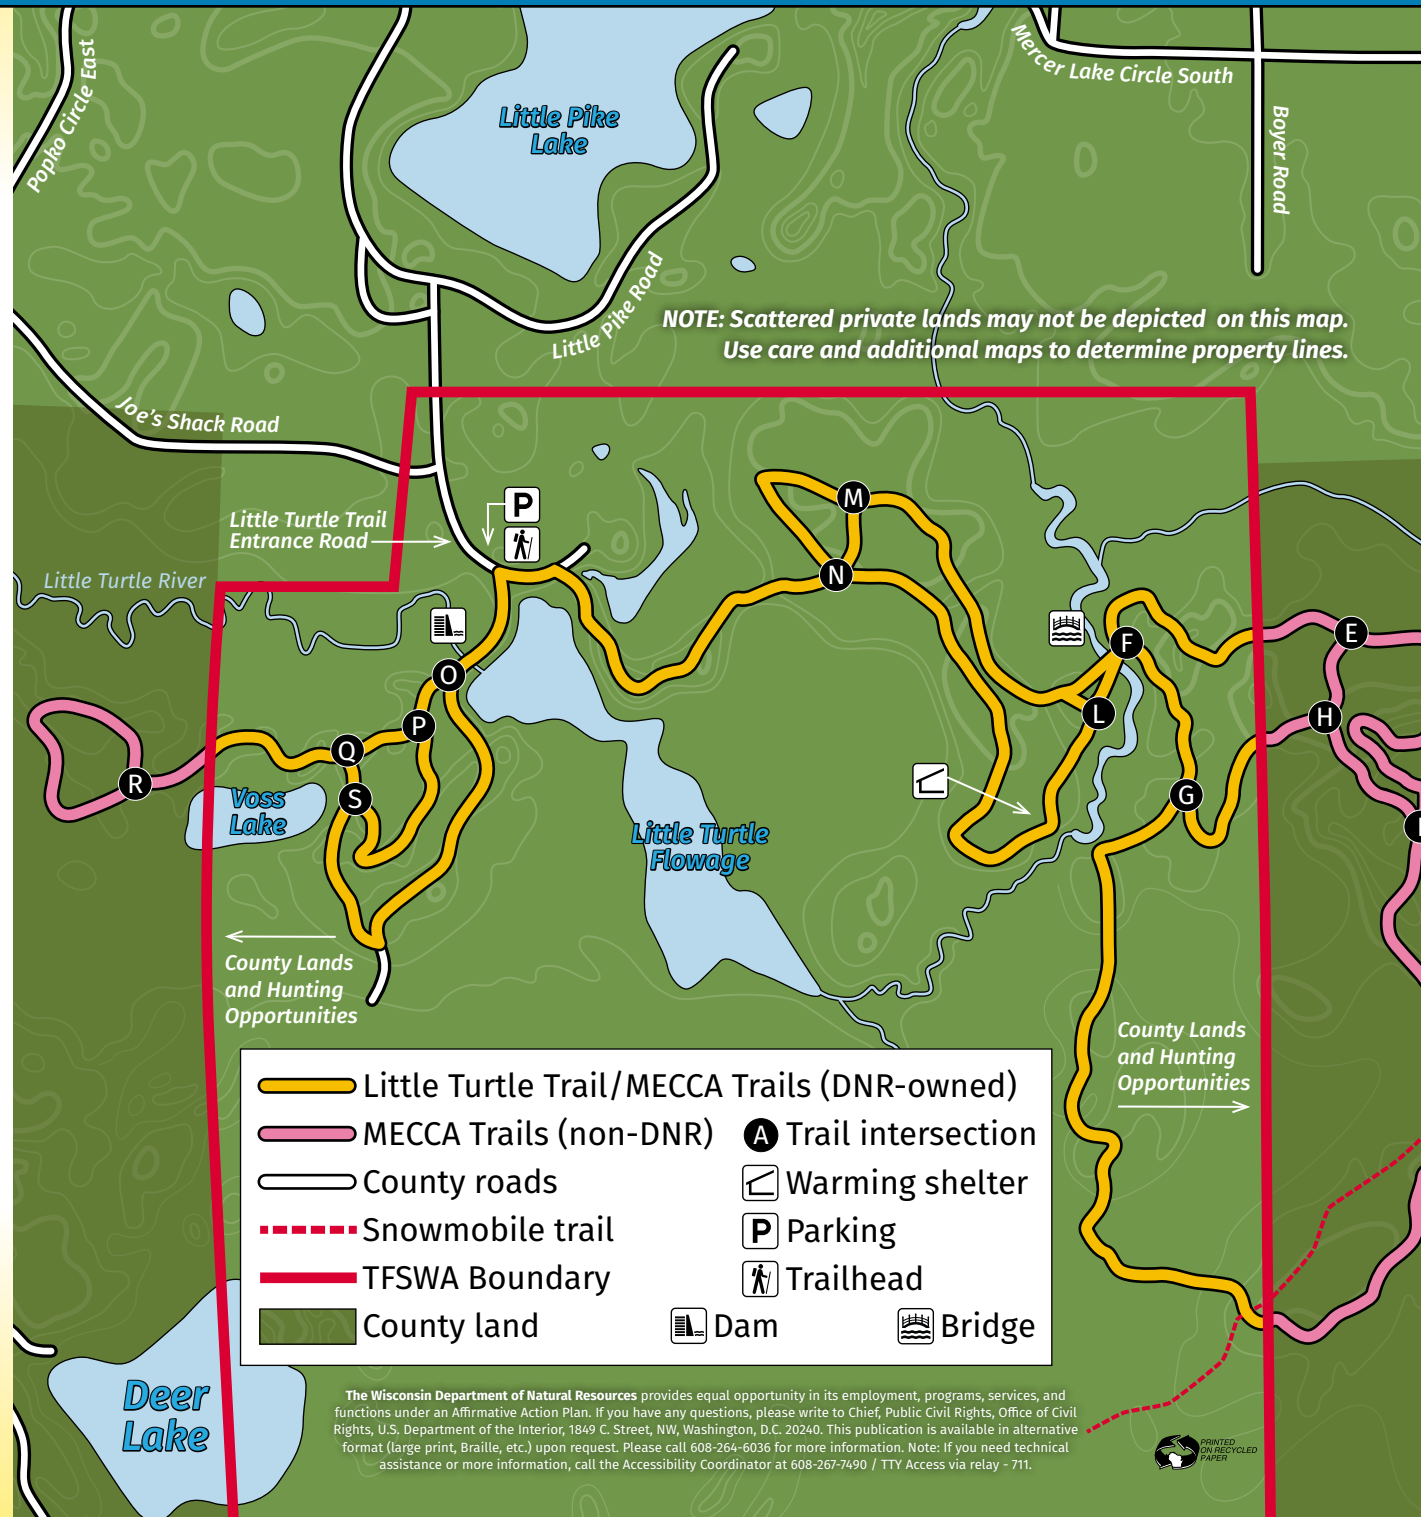 Popko Circle East
Little Pike
Lake
Mercer Lake Circle South
Boyer Road
Little Pike Road
NOTE: Scattered private lands may not be depicted on this map.
Use care and additional maps to determine property lines.
Joe's Shack Road
Little Turtle Trail
Entrance Road
P
Little Turtle River
M
N
F
E
O
L
H
P
Q
R
S
G
Voss
Lake
Little Turtle
Flowage
County Lands
and Hunting
Opportunities
County Lands
and Hunting
Opportunities
Little Turtle Trail/MECCA Trails (DNR-owned)
MECCA Trails (non-DNR)
A Trail intersection
County roads
Warming shelter
Snowmobile trail
P Parking
TFSWA Boundary
Trailhead
County land
Dam
Bridge
Deer
Lake
The Wisconsin Department of Natural Resources provides equal opportunity in its employment, programs, services, and
functions under an Affirmative Action Plan. If you have any questions, please write to Chief, Public Civil Rights, Office of Civil
Rights, U.S. Department of the Interior, 1849 C. Street, NW, Washington, D.C. 20240. This publication is available in alternative
format (large print, Braille, etc.) upon request. Please call 608-264-6036 for more information. Note: If you need technical
assistance or more information, call the Accessibility Coordinator at 608-267-7490 / TTY Access via relay - 711.
PRINTED
ON RECYCLED
PAPER